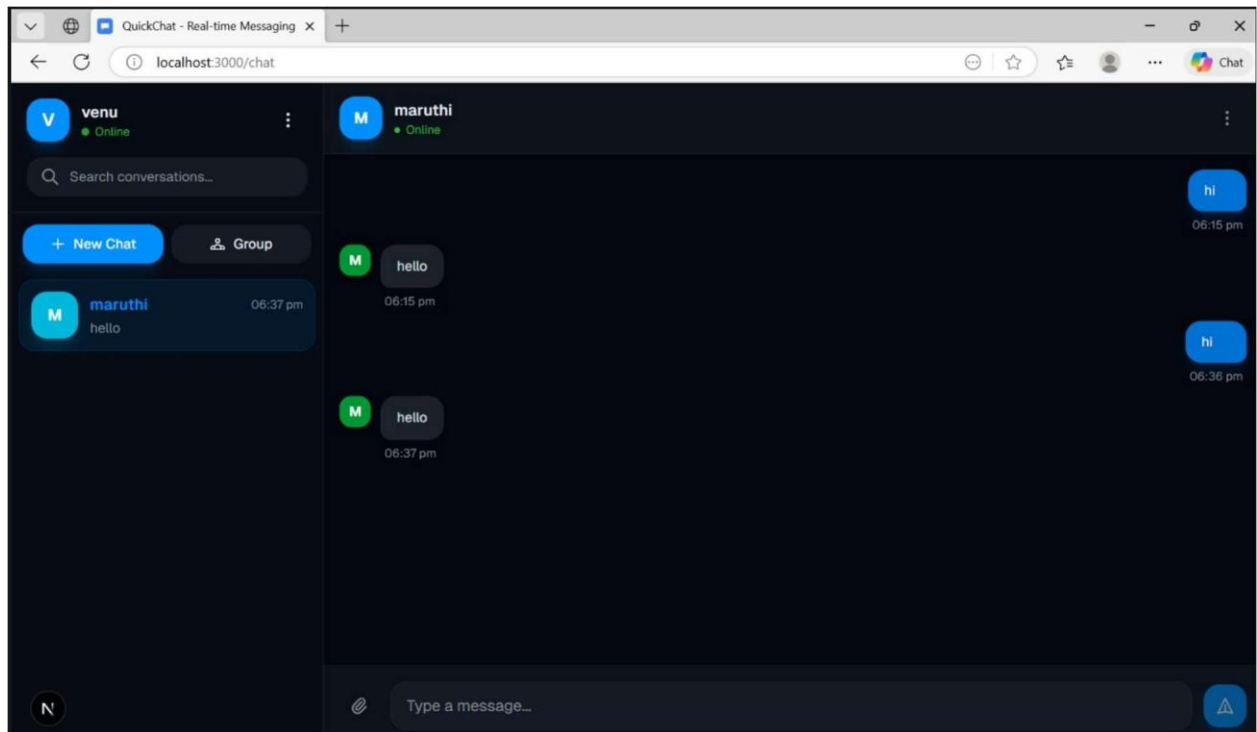 QuickChat - Real-time Messaging
localhost:3000/chat
Chat
V
venu
Online
Search conversations...
+ New Chat
Group
M
maruthi
06:37 pm
hello
N
M
maruthi
Online
hi
06:15 pm
M
hello
06:15 pm
hi
06:36 pm
M
hello
06:37 pm
Type a message...